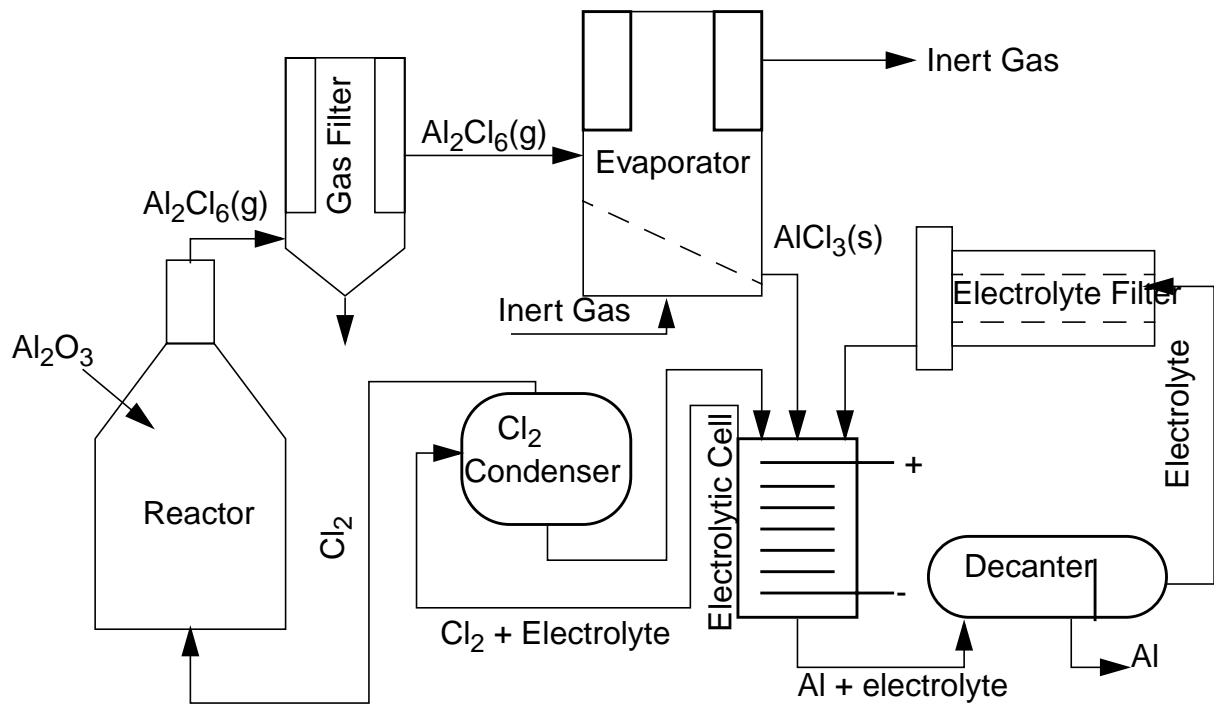 Inert Gas
Gas Filter
Al₂Cl₆(g)
Evaporator
Al₂Cl₆(g)
AlCl₃(s)
Electrolyte Filter
Inert Gas
Al₂O₃
Electrolyte
Cl₂
Condenser
Electrolytic Cell
+
Reactor
Cl₂
Decanter
-
Cl₂ + Electrolyte
Al
Al + electrolyte